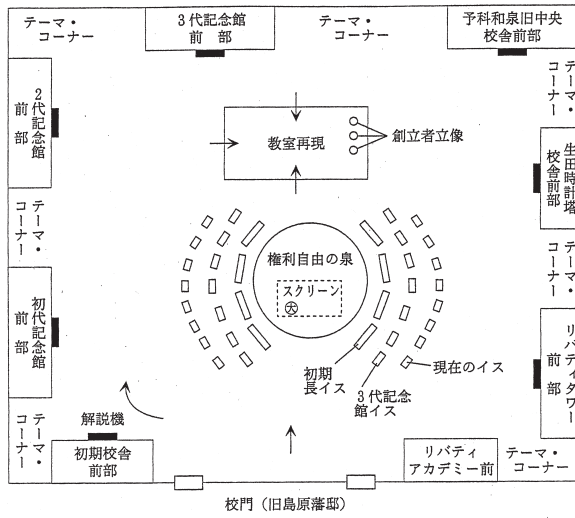 テーマ・
コーナー
3代記念館
前部
テーマ・
コーナー
予科和泉旧中央
校舎前部
2代記念館
前部
テーマ・
コーナー
教室再現
創立者立像
生田時計塔
校舎前部
テーマ・
コーナー
テーマ・
コーナー
権利自由の泉
スクリーン
大
初代記念館
前部
リバティタワー
前部
初期
長イス
3代記念
館イス
現在のイス
テーマ・
コーナー
解説機
初期校舎
前部
リバティ
アカデミー前
テーマ・
コーナー
校門（旧島原藩邸）